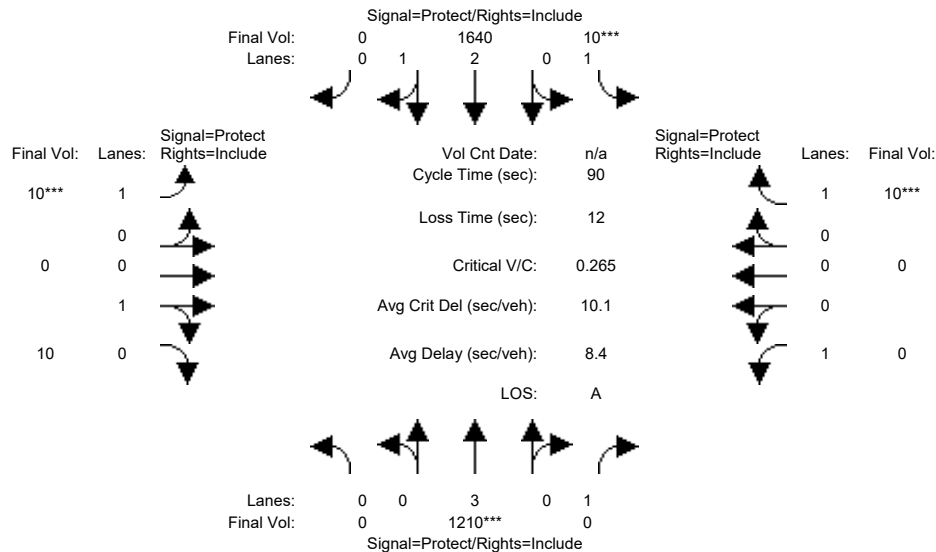 Signal=Protect/Rights=Include
Final Vol: 0 1640 10***
Lanes: 0 1 2 0 1
Signal=Protect Signal=Protect
Final Vol: Lanes: Rights=Include Vol Cnt Date: n/a Rights=Include Lanes: Final Vol:
Cycle Time (sec): 90
10*** 1 1 10***
Loss Time (sec): 12
0 0
0 0 Critical V/C: 0.265 0 0
1 Avg Crit Del (sec/veh): 10.1 0
10 0 Avg Delay (sec/veh): 8.4 1 0
LOS: A
Lanes: 0 0 3 0 1
Final Vol: 0 1210*** 0
Signal=Protect/Rights=Include